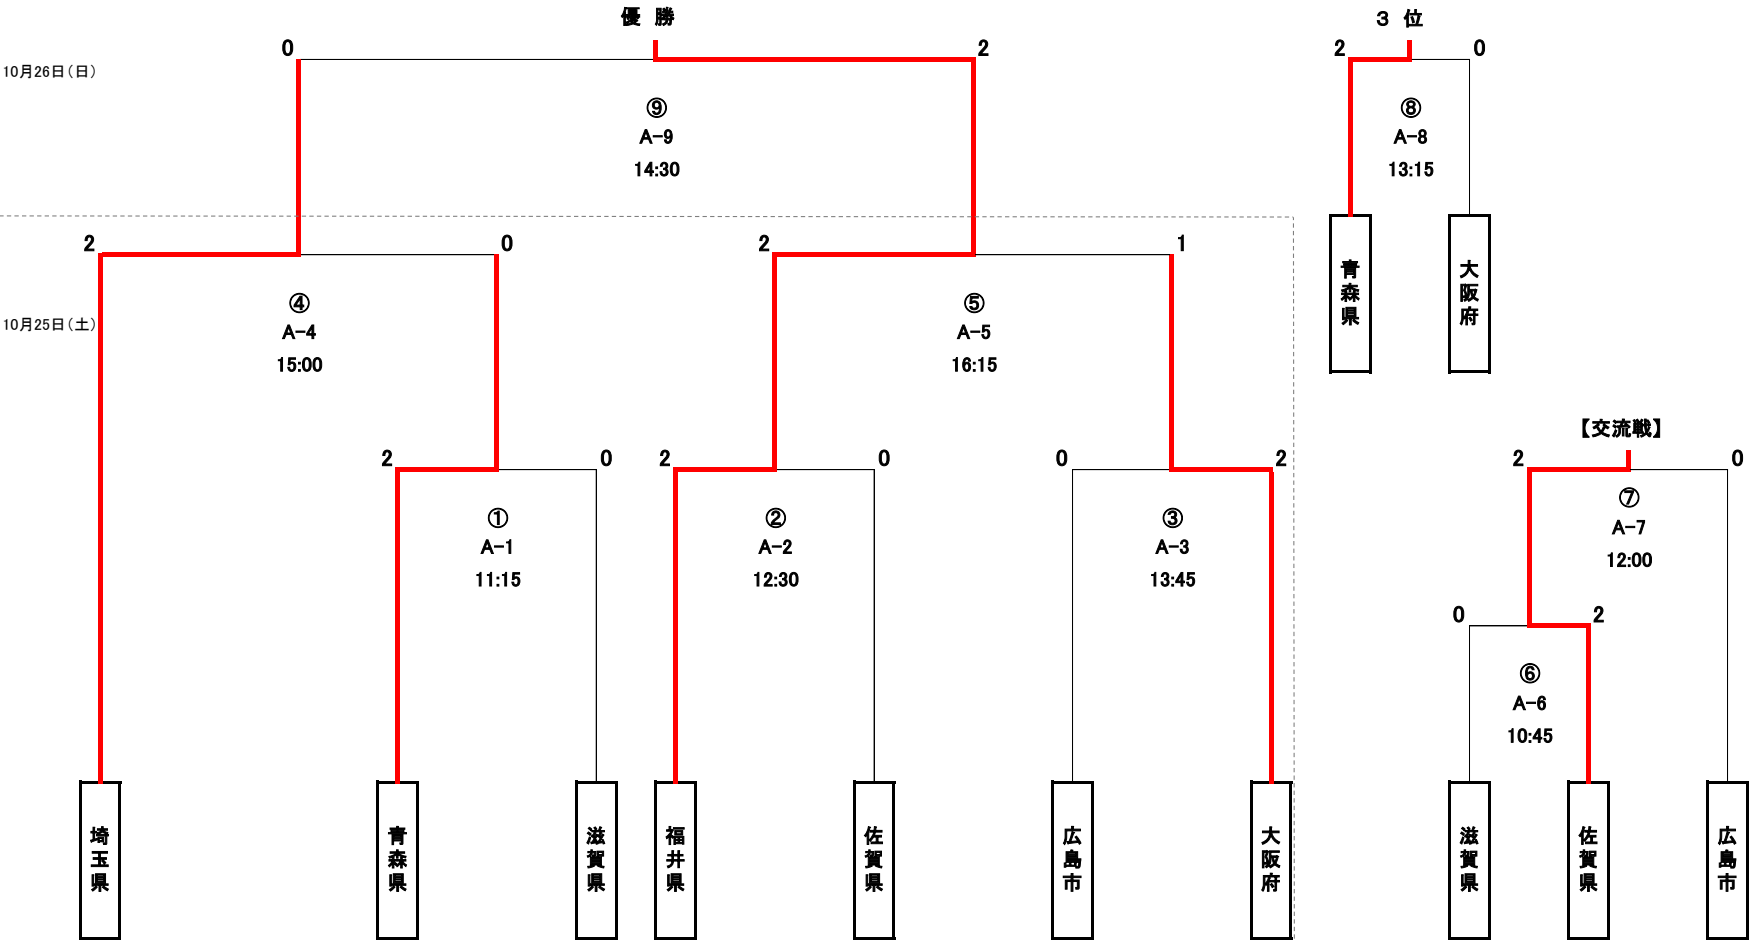 優 勝
3 位
0
2
2
0
10月26日(日)
⑨
A-9
14:30
⑧
A-8
13:15
2
0
2
1
青森県
大阪府
10月25日(土)
④
A-4
15:00
⑤
A-5
16:15
【交流戦】
2
0
2
0
0
2
2
0
①
A-1
11:15
②
A-2
12:30
③
A-3
13:45
⑦
A-7
12:00
0
2
⑥
A-6
10:45
埼玉県
青森県
滋賀県
福井県
佐賀県
広島市
大阪府
滋賀県
佐賀県
広島市